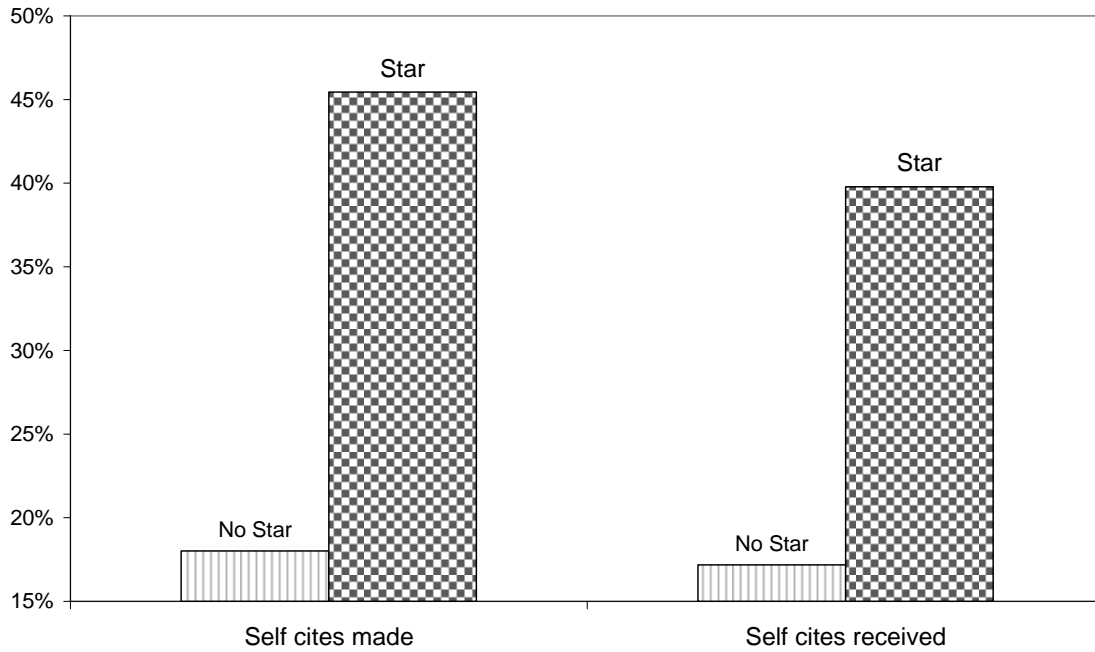 50%
45%
40%
35%
30%
25%
20%
15%
Star
Star
No Star
No Star
Self cites made
Self cites received